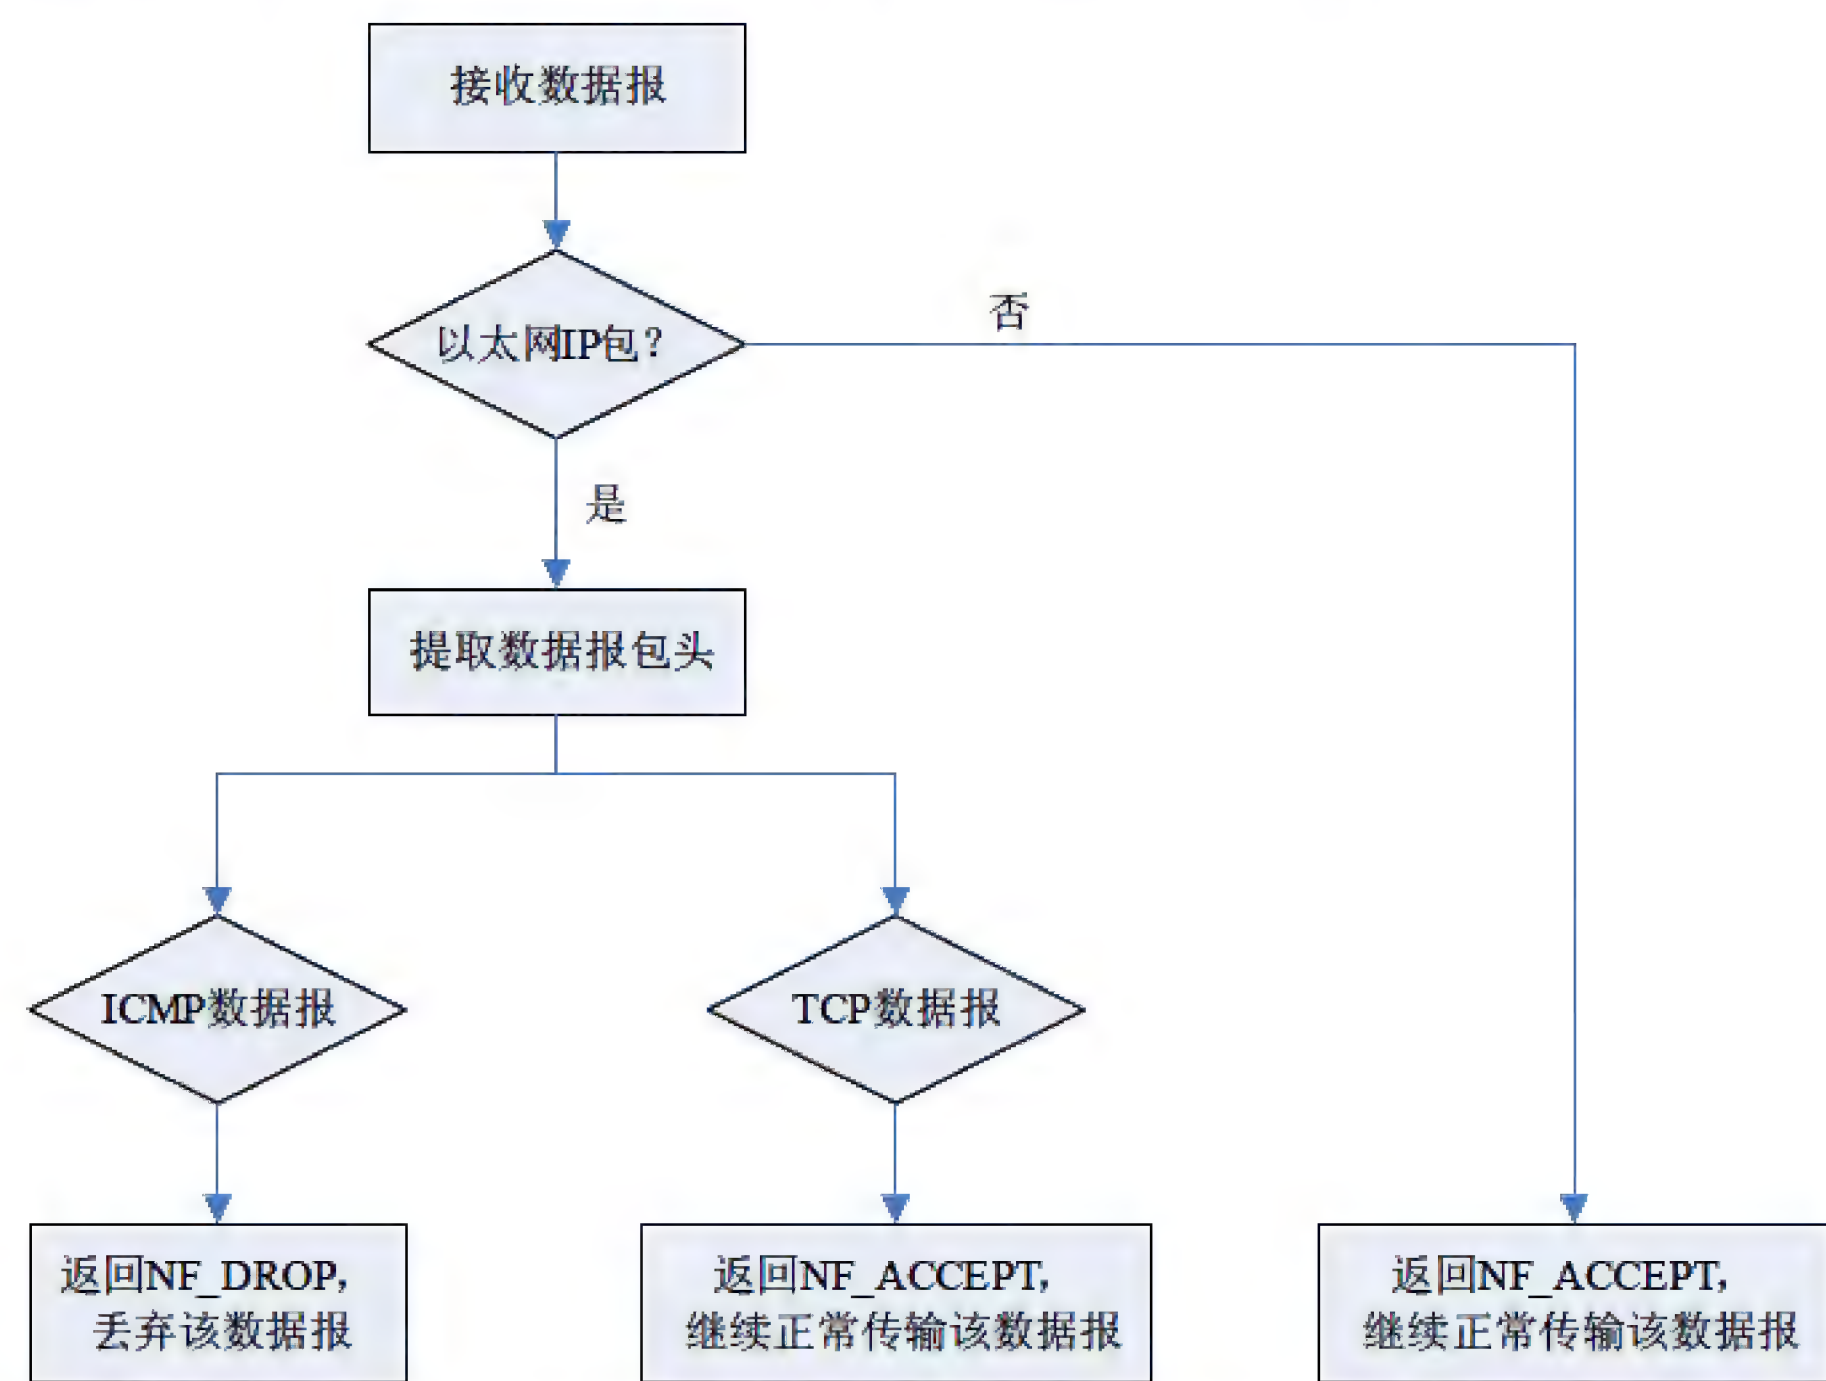 接收数据报
以太网IP包？
否
是
提取数据报包头
ICMP数据报
TCP数据报
返回NF_DROP，
丢弃该数据报
返回NF_ACCEPT，
继续正常传输该数据报
返回NF_ACCEPT，
继续正常传输该数据报